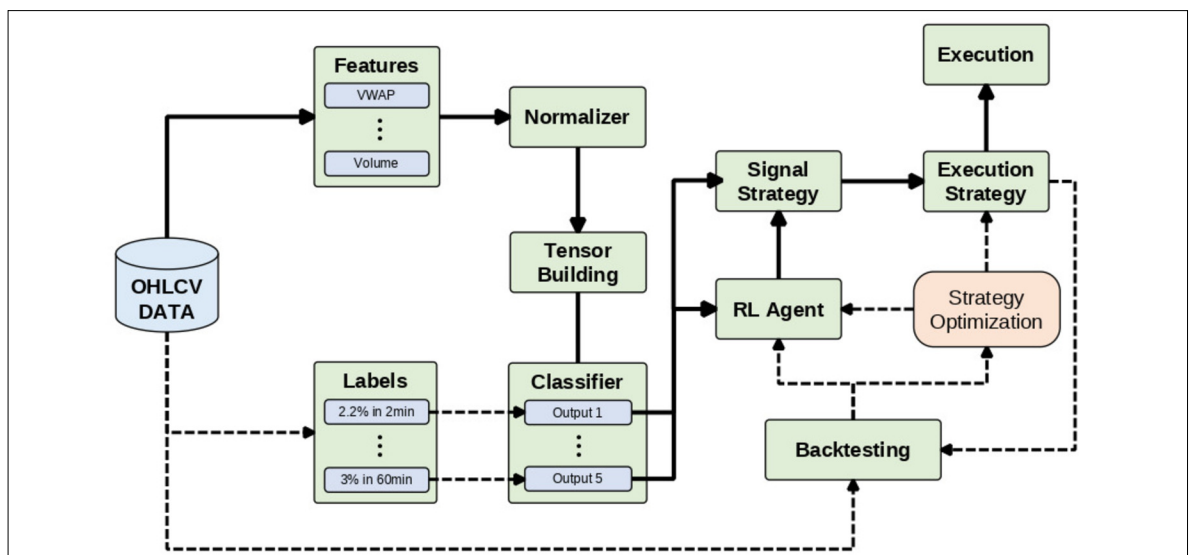 Features
VWAP
Volume
Normalizer
Execution
Signal
Strategy
Execution
Strategy
OHLCV
DATA
Tensor
Building
RL Agent
Strategy
Optimization
Labels
2.2% in 2min
3% in 60min
Classifier
Output 1
Output 5
Backtesting